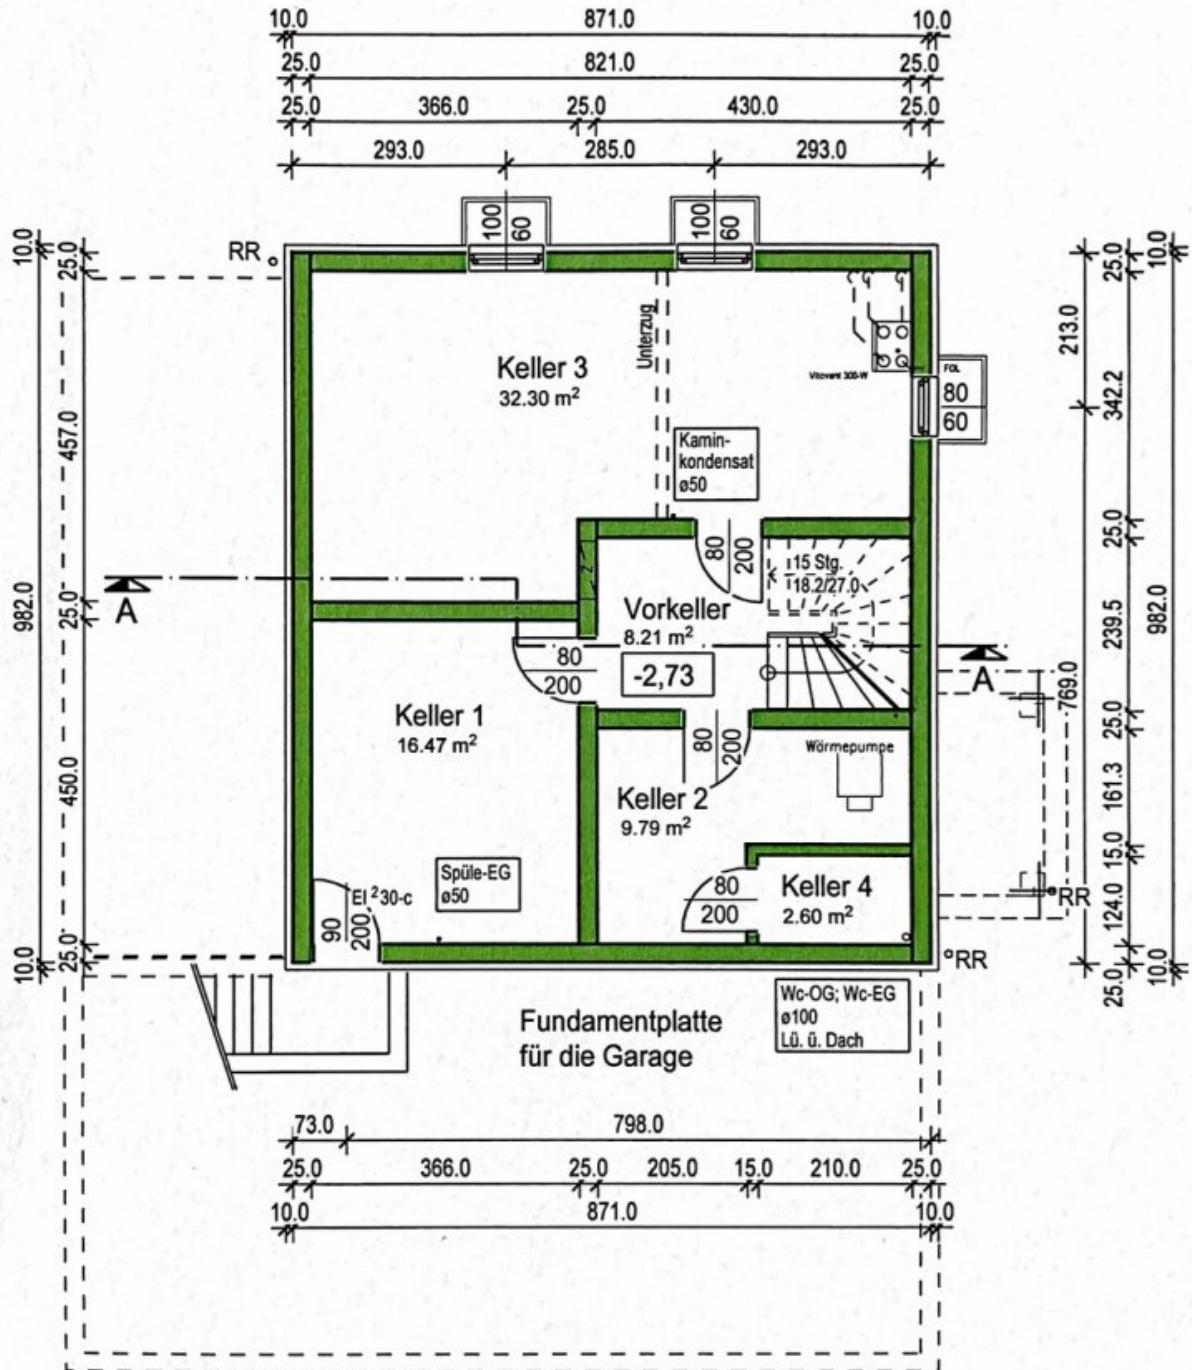 10.0 871.0 10.0
25.0 821.0 25.0
25.0 366.0 25.0 430.0 25.0
293.0 285.0 293.0
100 60
100 60
10.0
25.0
457.0
982.0
25.0
450.0
25.0
10.0
RR
Keller 3
32.30 m²
Unterzug
Vitovent 300-W
FOL
80
60
Kamin-
kondensat
ø50
80 200
15 Stg.
18.2/27.0
Vorkeller
8.21 m²
-2,73
A
A
80
200
Keller 1
16.47 m²
80 200
Wärmepumpe
Keller 2
9.79 m²
Spüle-EG
ø50
EI ²30-c
90 200
80
200
Keller 4
2.60 m²
RR
RR
213.0
769.0
25.0
342.2
25.0
239.5
25.0
161.3
15.0
124.0
25.0
10.0
982.0
10.0
Fundamentplatte
für die Garage
Wc-OG; Wc-EG
ø100
Lü. ü. Dach
73.0 798.0
25.0 366.0 25.0 205.0 15.0 210.0 25.0
10.0 871.0 10.0